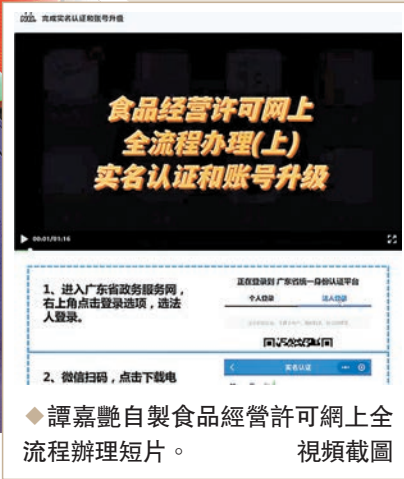 完成实名认证和账号升级
食品经营许可网上
全流程办理(上)
实名认证和账号升级
00:01/01:16
1、进入广东省政务服务网，
右上角点击登录选项，选法
人登录。
正在登录到 广东省统一身份认证平台
个人登录 法人登录
2、微信扫码，点击下载电
实名认证
◆譚嘉艷自製食品經營許可網上全
流程辦理短片。 視頻截圖